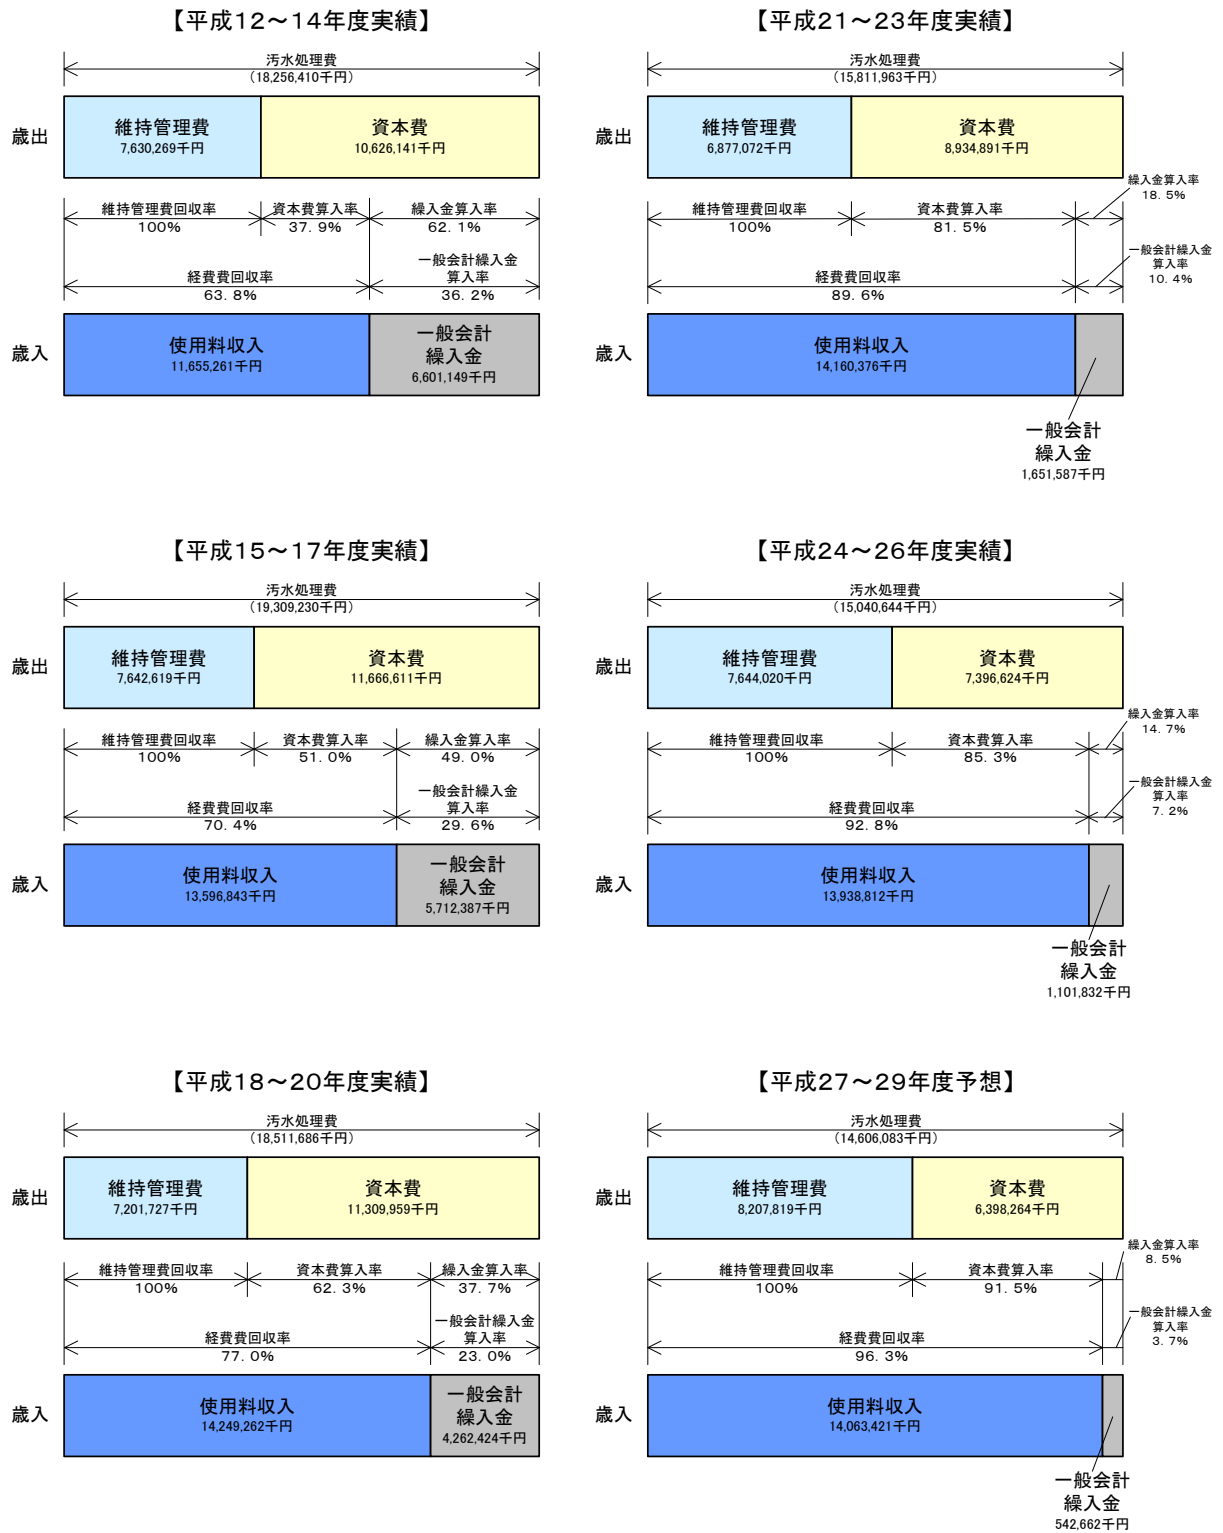 【平成12～14年度実績】
汚水処理費
(18,256,410千円)
歳出
維持管理費
7,630,269千円
資本費
10,626,141千円
維持管理費回収率
100%
資本費算入率
37.9%
繰入金算入率
62.1%
経費費回収率
63.8%
一般会計繰入金
算入率
36.2%
歳入
使用料収入
11,655,261千円
一般会計
繰入金
6,601,149千円
【平成21～23年度実績】
汚水処理費
(15,811,963千円)
歳出
維持管理費
6,877,072千円
資本費
8,934,891千円
維持管理費回収率
100%
資本費算入率
81.5%
繰入金算入率
18.5%
経費費回収率
89.6%
一般会計繰入金
算入率
10.4%
歳入
使用料収入
14,160,376千円
一般会計
繰入金
1,651,587千円
【平成15～17年度実績】
汚水処理費
(19,309,230千円)
歳出
維持管理費
7,642,619千円
資本費
11,666,611千円
維持管理費回収率
100%
資本費算入率
51.0%
繰入金算入率
49.0%
経費費回収率
70.4%
一般会計繰入金
算入率
29.6%
歳入
使用料収入
13,596,843千円
一般会計
繰入金
5,712,387千円
【平成24～26年度実績】
汚水処理費
(15,040,644千円)
歳出
維持管理費
7,644,020千円
資本費
7,396,624千円
維持管理費回収率
100%
資本費算入率
85.3%
繰入金算入率
14.7%
経費費回収率
92.8%
一般会計繰入金
算入率
7.2%
歳入
使用料収入
13,938,812千円
一般会計
繰入金
1,101,832千円
【平成18～20年度実績】
汚水処理費
(18,511,686千円)
歳出
維持管理費
7,201,727千円
資本費
11,309,959千円
維持管理費回収率
100%
資本費算入率
62.3%
繰入金算入率
37.7%
経費費回収率
77.0%
一般会計繰入金
算入率
23.0%
歳入
使用料収入
14,249,262千円
一般会計
繰入金
4,262,424千円
【平成27～29年度予想】
汚水処理費
(14,606,083千円)
歳出
維持管理費
8,207,819千円
資本費
6,398,264千円
維持管理費回収率
100%
資本費算入率
91.5%
繰入金算入率
8.5%
経費費回収率
96.3%
一般会計繰入金
算入率
3.7%
歳入
使用料収入
14,063,421千円
一般会計
繰入金
542,662千円